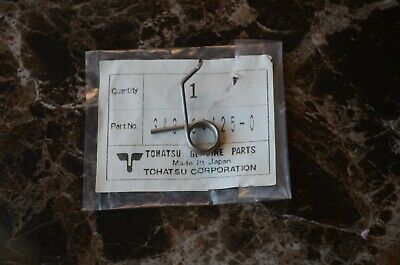 Quantity 1
Part No.
TOHATSU GENUINE PARTS
Made in Japan
TOHATSU CORPORATION